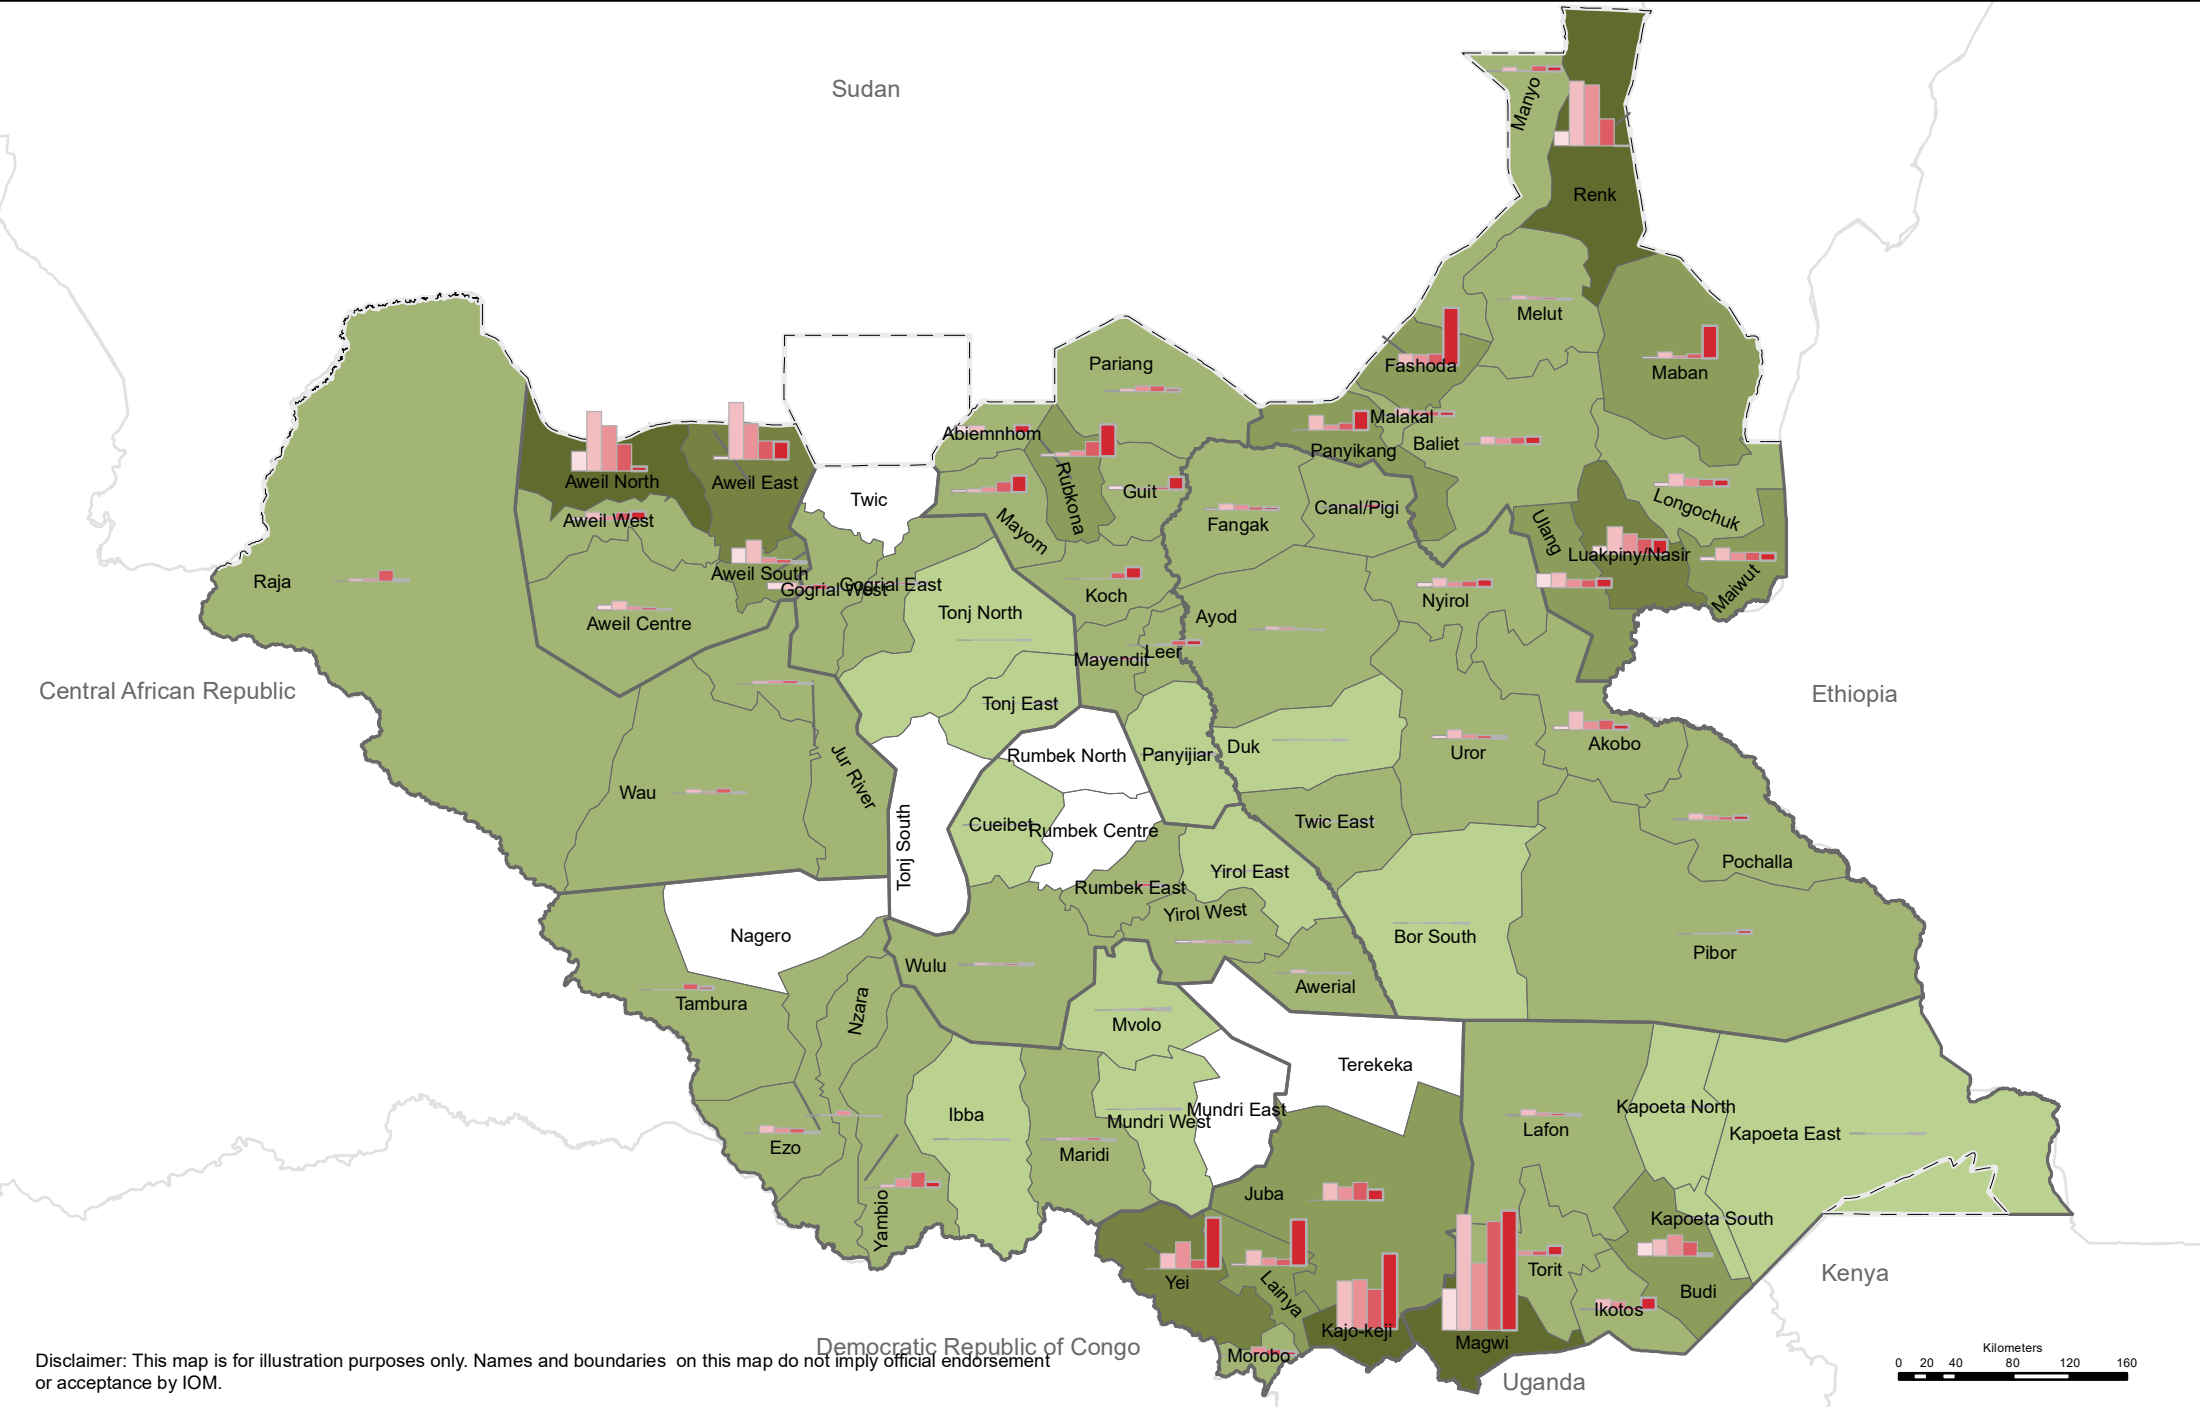 Sudan
Manyo
Renk
Melut
Pariang
Fashoda
Maban
Malakal
Abiemnhom
Panyikang
Baliet
Aweil North
Aweil East
Rubkona
Guit
Twic
Longochuk
Canal/Pigi
Aweil West
Fangak
Mayom
Ulang
Luakpiny/Nasir
Aweil South
Raja
Gogrial West
Gogrial East
Maiwut
Koch
Nyirol
Tonj North
Ayod
Aweil Centre
Leer
Mayendit
Central African Republic
Ethiopia
Tonj East
Akobo
Duk
Uror
Rumbek North
Panyijiar
Jur River
Wau
Twic East
Cueibet
Rumbek Centre
Tonj South
Pochalla
Yirol East
Rumbek East
Yirol West
Nagero
Bor South
Pibor
Wulu
Awerial
Tambura
Nzara
Mvolo
Terekeka
Kapoeta North
Mundri East
Ibba
Mundri West
Lafon
Kapoeta East
Ezo
Maridi
Juba
Yambio
Kapoeta South
Torit
Kenya
Yei
Lainya
Budi
Ikotos
Kajo-keji
Magwi
Democratic Republic of Congo
Morobo
Uganda
Disclaimer: This map is for illustration purposes only. Names and boundaries  on this map do not imply official endorsement
or acceptance by IOM.
Kilometers
0 20 40 80 120 160